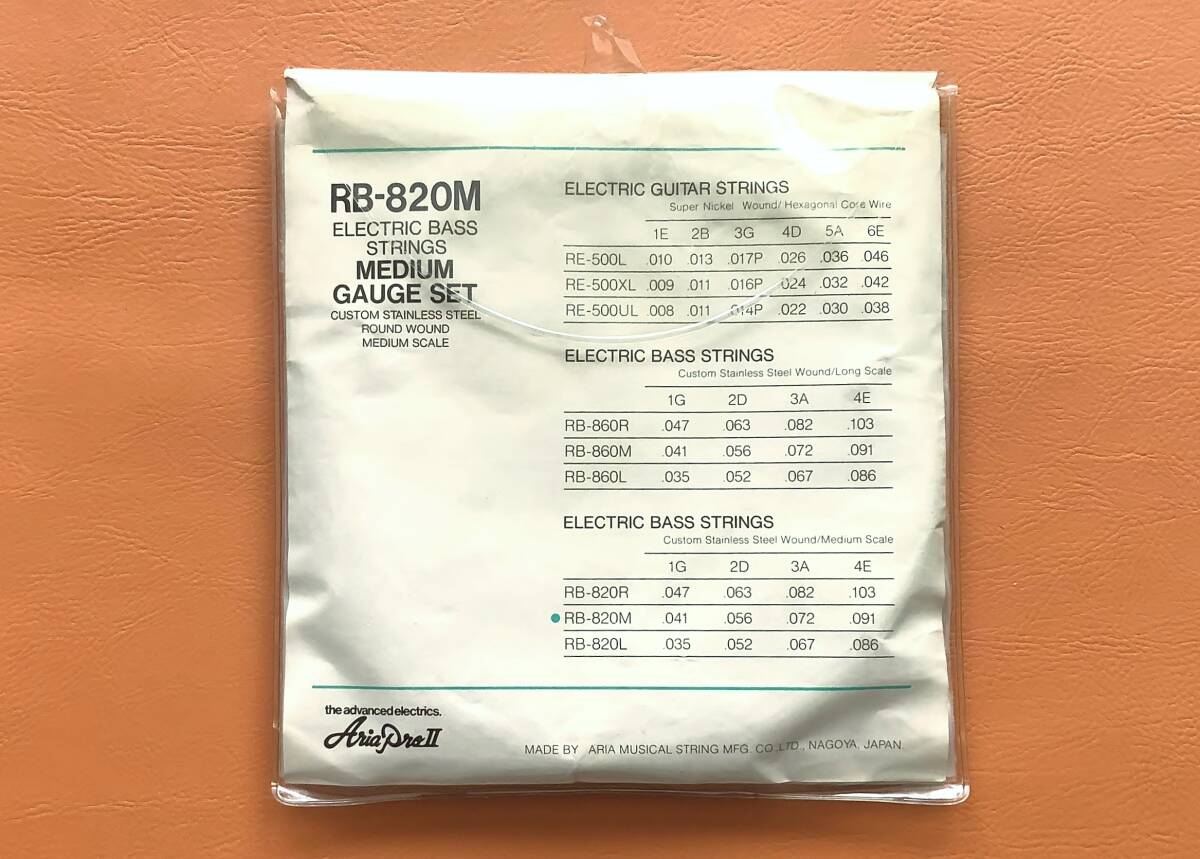 RB-820M
ELECTRIC BASS
STRINGS
MEDIUM
GAUGE SET
CUSTOM STAINLESS STEEL
ROUND WOUND
MEDIUM SCALE
ELECTRIC GUITAR STRINGS
Super Nickel Wound/Hexagonal Core Wire
1E 2B 3G 4D 5A 6E
RE-500L .010 .013 .017P .026 .036 .046
RE-500XL .009 .011 .016P .024 .032 .042
RE-500UL .008 .011 .014P .022 .030 .038
ELECTRIC BASS STRINGS
Custom Stainless Steel Wound/Long Scale
1G 2D 3A 4E
RB-860R .047 .063 .082 .103
RB-860M .041 .056 .072 .091
RB-860L .035 .052 .067 .086
ELECTRIC BASS STRINGS
Custom Stainless Steel Wound/Medium Scale
1G 2D 3A 4E
RB-820R .047 .063 .082 .103
RB-820M .041 .056 .072 .091
RB-820L .035 .052 .067 .086
the advanced electrics.
Aria Pro II
MADE BY ARIA MUSICAL STRING MFG. CO.,LTD., NAGOYA, JAPAN.